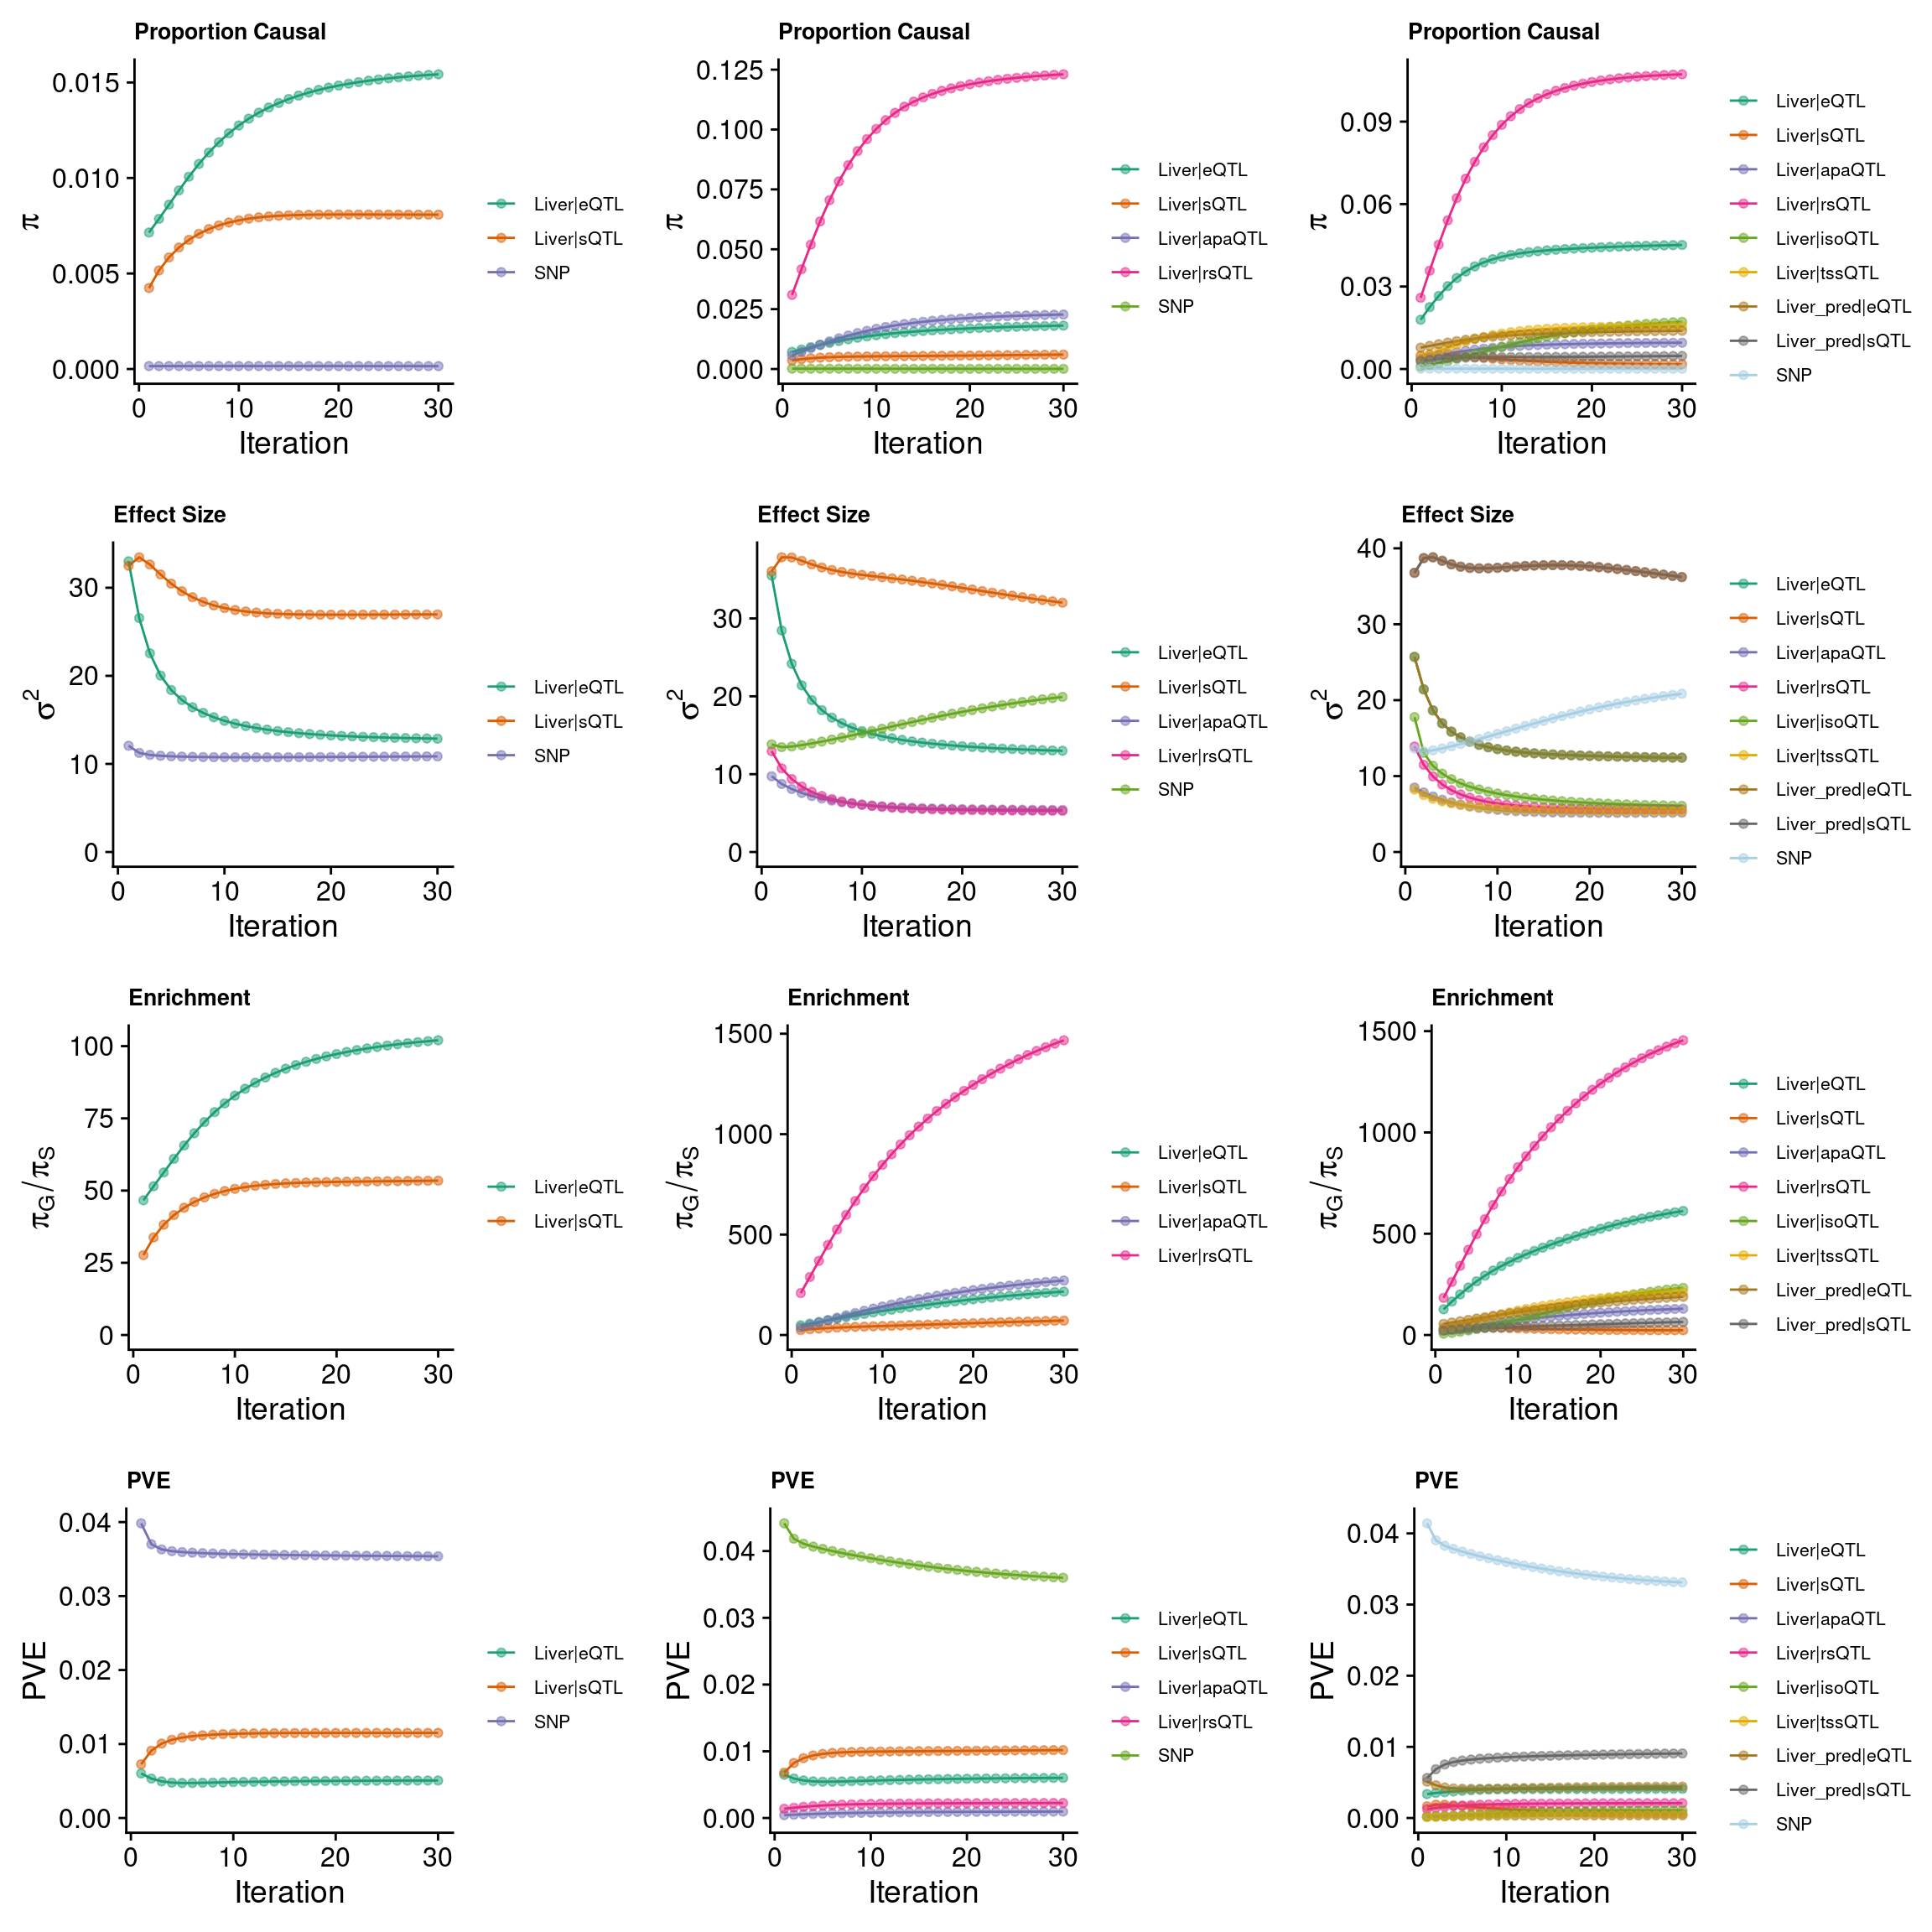 Proportion Causal
π
0.015
0.010
0.005
0.000
0 10 20 30
Iteration
Liver|eQTL
Liver|sQTL
SNP
Proportion Causal
π
0.125
0.100
0.075
0.050
0.025
0.000
0 10 20 30
Iteration
Liver|eQTL
Liver|sQTL
Liver|apaQTL
Liver|rsQTL
SNP
Proportion Causal
π
0.09
0.06
0.03
0.00
0 10 20 30
Iteration
Liver|eQTL
Liver|sQTL
Liver|apaQTL
Liver|rsQTL
Liver|isoQTL
Liver|tssQTL
Liver_pred|eQTL
Liver_pred|sQTL
SNP
Effect Size
σ²
30
20
10
0
0 10 20 30
Iteration
Liver|eQTL
Liver|sQTL
SNP
Effect Size
σ²
30
20
10
0
0 10 20 30
Iteration
Liver|eQTL
Liver|sQTL
Liver|apaQTL
Liver|rsQTL
SNP
Effect Size
σ²
40
30
20
10
0
0 10 20 30
Iteration
Liver|eQTL
Liver|sQTL
Liver|apaQTL
Liver|rsQTL
Liver|isoQTL
Liver|tssQTL
Liver_pred|eQTL
Liver_pred|sQTL
SNP
Enrichment
πG/πS
100
75
50
25
0
0 10 20 30
Iteration
Liver|eQTL
Liver|sQTL
Enrichment
πG/πS
1500
1000
500
0
0 10 20 30
Iteration
Liver|eQTL
Liver|sQTL
Liver|apaQTL
Liver|rsQTL
Enrichment
πG/πS
1500
1000
500
0
0 10 20 30
Iteration
Liver|eQTL
Liver|sQTL
Liver|apaQTL
Liver|rsQTL
Liver|isoQTL
Liver|tssQTL
Liver_pred|eQTL
Liver_pred|sQTL
PVE
PVE
0.04
0.03
0.02
0.01
0.00
0 10 20 30
Iteration
Liver|eQTL
Liver|sQTL
SNP
PVE
PVE
0.04
0.03
0.02
0.01
0.00
0 10 20 30
Iteration
Liver|eQTL
Liver|sQTL
Liver|apaQTL
Liver|rsQTL
SNP
PVE
PVE
0.04
0.03
0.02
0.01
0.00
0 10 20 30
Iteration
Liver|eQTL
Liver|sQTL
Liver|apaQTL
Liver|rsQTL
Liver|isoQTL
Liver|tssQTL
Liver_pred|eQTL
Liver_pred|sQTL
SNP